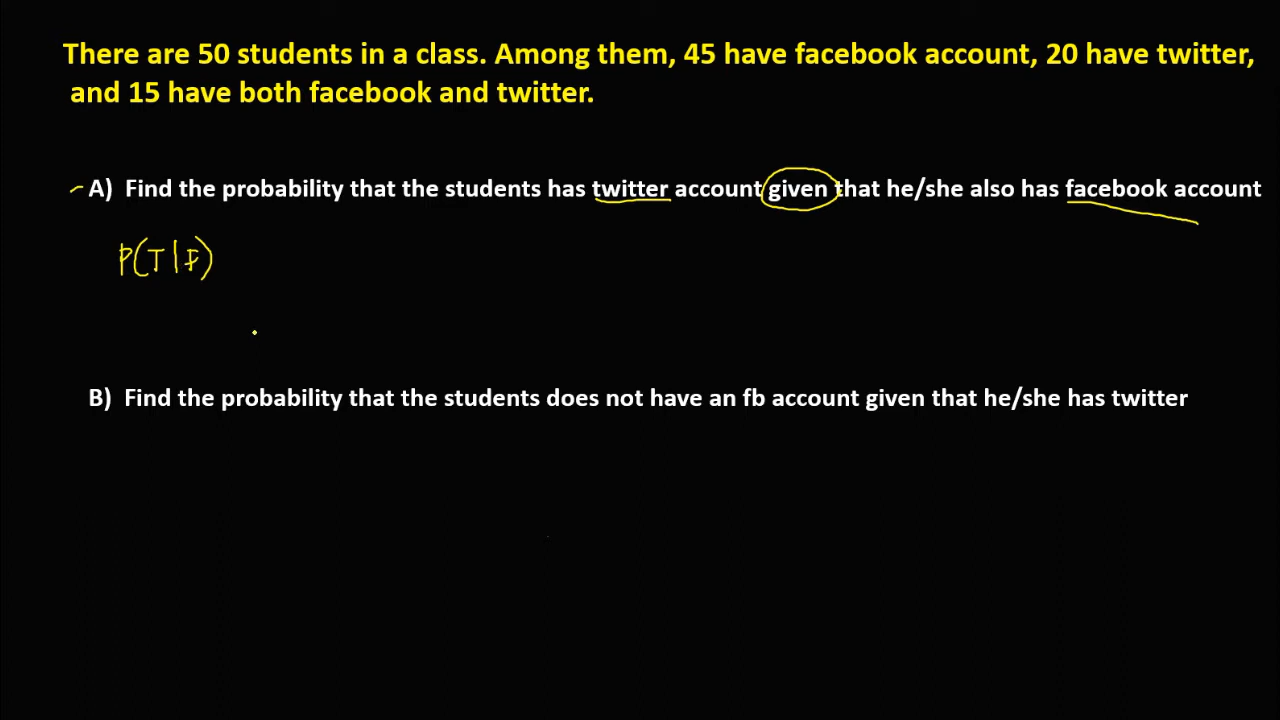 There are 50 students in a class. Among them, 45 have facebook account, 20 have twitter,
and 15 have both facebook and twitter.
A) Find the probability that the students has twitter account given that he/she also has facebook account
P(T|F)
B) Find the probability that the students does not have an fb account given that he/she has twitter